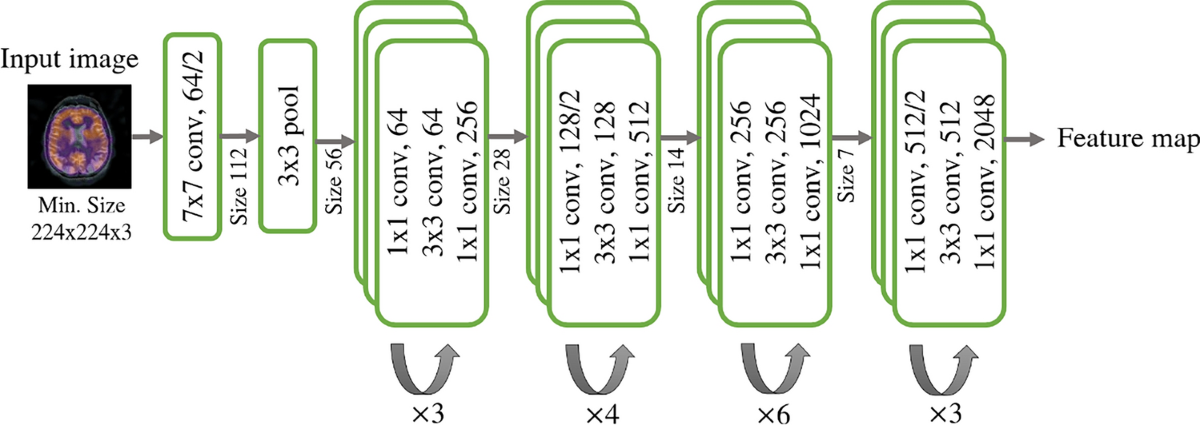 Input image
Min. Size
224x224x3
7x7 conv, 64/2
Size 112
3x3 pool
Size 56
1x1 conv, 64
3x3 conv, 64
1x1 conv, 256
×3
Size 28
1x1 conv, 128/2
3x3 conv, 128
1x1 conv, 512
×4
Size 14
1x1 conv, 256
3x3 conv, 256
1x1 conv, 1024
×6
Size 7
1x1 conv, 512/2
3x3 conv, 512
1x1 conv, 2048
×3
Feature map